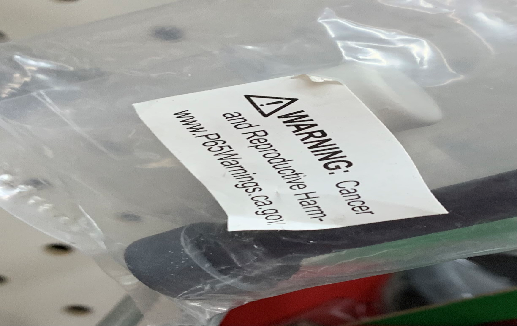 ⚠WARNING: Cancer
and Reproductive Harm-
www.P65Warnings.ca.gov